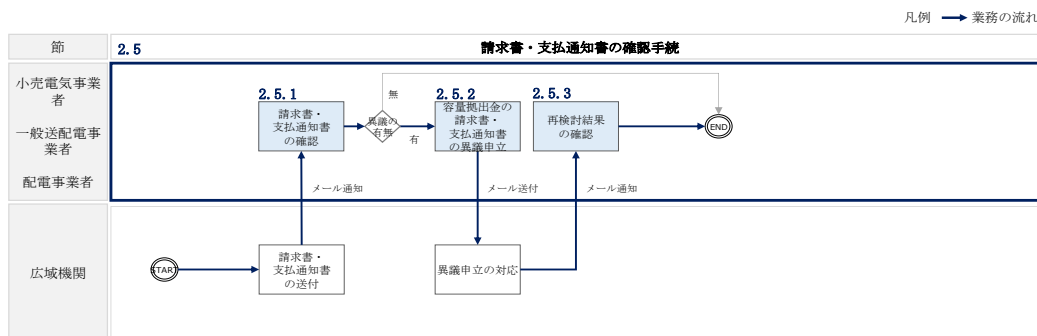 凡例 業務の流れ
節
2.5 請求書・支払通知書の確認手続
小売電気事業
者
一般送配電事
業者
配電事業者
2.5.1
請求書・
支払通知書
の確認
無
異議の
有無
有
2.5.2
容量拠出金の
請求書・
支払通知書
の異議申立
2.5.3
再検討結果
の確認
END
メール通知
メール送付
メール通知
広域機関
START
請求書・
支払通知書
の送付
異議申立の対応